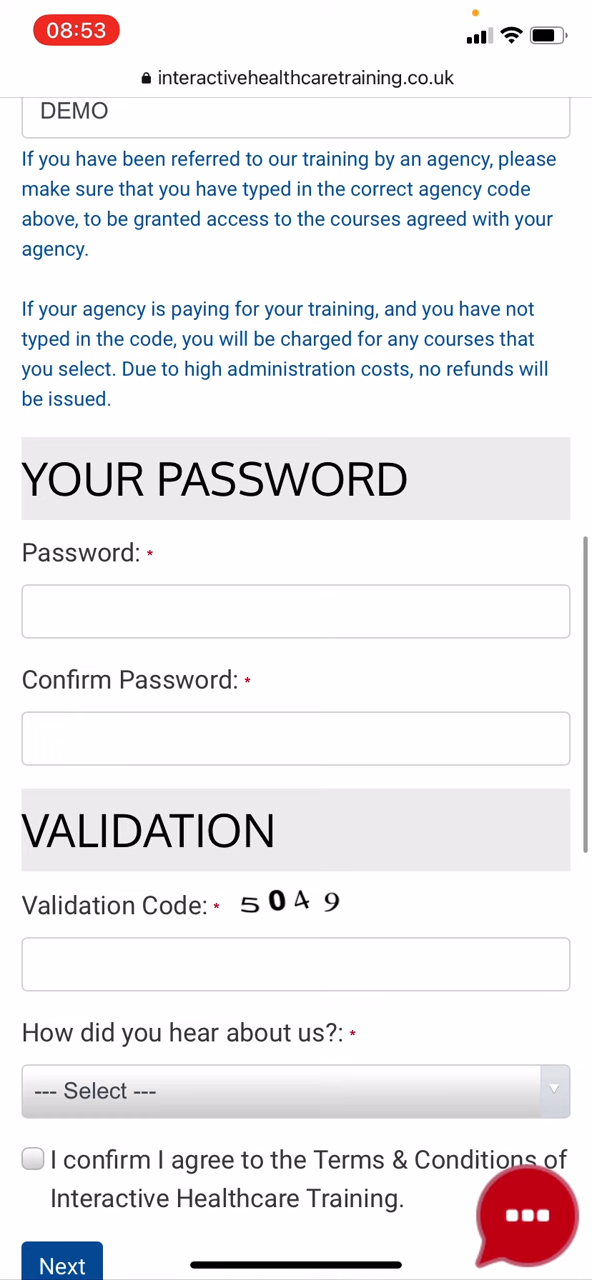 08:53
interactivehealthcaretraining.co.uk
DEMO
If you have been referred to our training by an agency, please
make sure that you have typed in the correct agency code
above, to be granted access to the courses agreed with your
agency.
If your agency is paying for your training, and you have not
typed in the code, you will be charged for any courses that
you select. Due to high administration costs, no refunds will
be issued.
YOUR PASSWORD
Password: *
Confirm Password: *
VALIDATION
Validation Code: * 5 0 4 9
How did you hear about us?: *
--- Select ---
I confirm I agree to the Terms & Conditions of
Interactive Healthcare Training.
Next